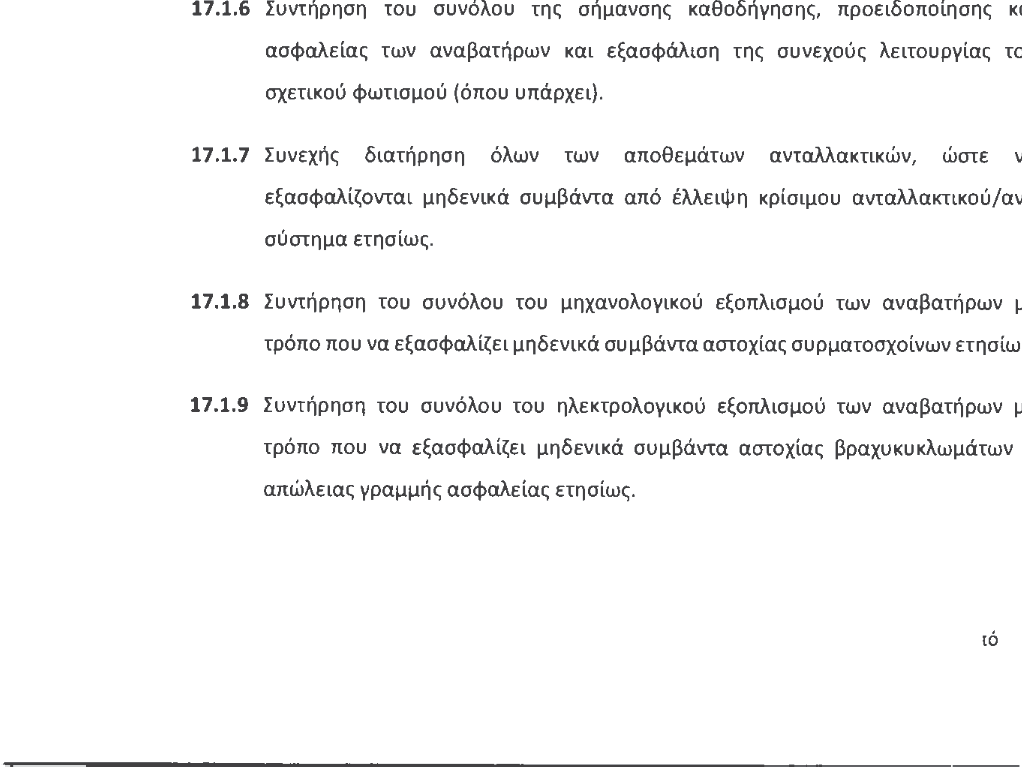 17.1.6 Συντήρηση του συνόλου της σήμανσης καθοδήγησης, προειδοποίησης
ασφαλείας των αναβατήρων και εξασφάλιση της συνεχούς λειτουργίας
σχετικού φωτισμού (όπου υπάρχει).
17.1.7 Συνεχής διατήρηση όλων των αποθεμάτων ανταλλακτικών, ώστε
εξασφαλίζονται μηδενικά συμβάντα από έλλειψη κρίσιμου ανταλλακτικού/αν
σύστημα ετησίως.
17.1.8 Συντήρηση του συνόλου του μηχανολογικού εξοπλισμού των αναβατήρων
τρόπο που να εξασφαλίζει μηδενικά συμβάντα αστοχίας συρματοσχοίνων ετησίω
17.1.9 Συντήρηση του συνόλου του ηλεκτρολογικού εξοπλισμού των αναβατήρων
τρόπο που να εξασφαλίζει μηδενικά συμβάντα αστοχίας βραχυκυκλωμάτων
απώλειας γραμμής ασφαλείας ετησίως.
τό